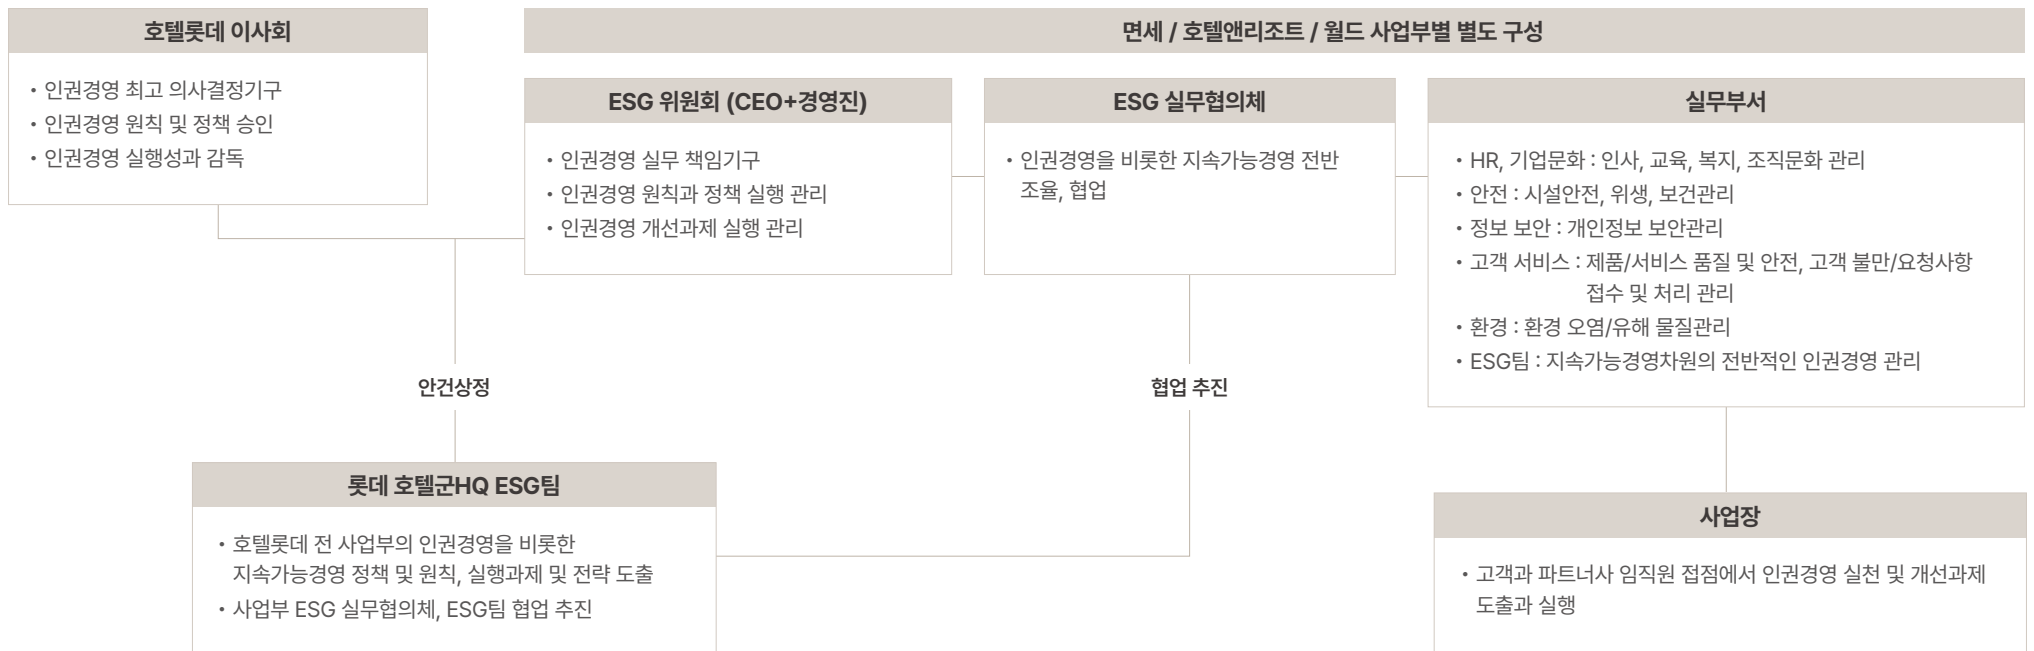 호텔롯데 이사회
• 인권경영 최고 의사결정기구
• 인권경영 원칙 및 정책 승인
• 인권경영 실행성과 감독
면세 / 호텔앤리조트 / 월드 사업부별 별도 구성
ESG 위원회 (CEO+경영진)
• 인권경영 실무 책임기구
• 인권경영 원칙과 정책 실행 관리
• 인권경영 개선과제 실행 관리
ESG 실무협의체
• 인권경영을 비롯한 지속가능경영 전반
조율, 협업
실무부서
• HR, 기업문화 : 인사, 교육, 복지, 조직문화 관리
• 안전 : 시설안전, 위생, 보건관리
• 정보 보안 : 개인정보 보안관리
• 고객 서비스 : 제품/서비스 품질 및 안전, 고객 불만/요청사항
접수 및 처리 관리
• 환경 : 환경 오염/유해 물질관리
• ESG팀 : 지속가능경영차원의 전반적인 인권경영 관리
안건상정
협업 추진
롯데 호텔군HQ ESG팀
• 호텔롯데 전 사업부의 인권경영을 비롯한
지속가능경영 정책 및 원칙, 실행과제 및 전략 도출
• 사업부 ESG 실무협의체, ESG팀 협업 추진
사업장
• 고객과 파트너사 임직원 접점에서 인권경영 실천 및 개선과제
도출과 실행